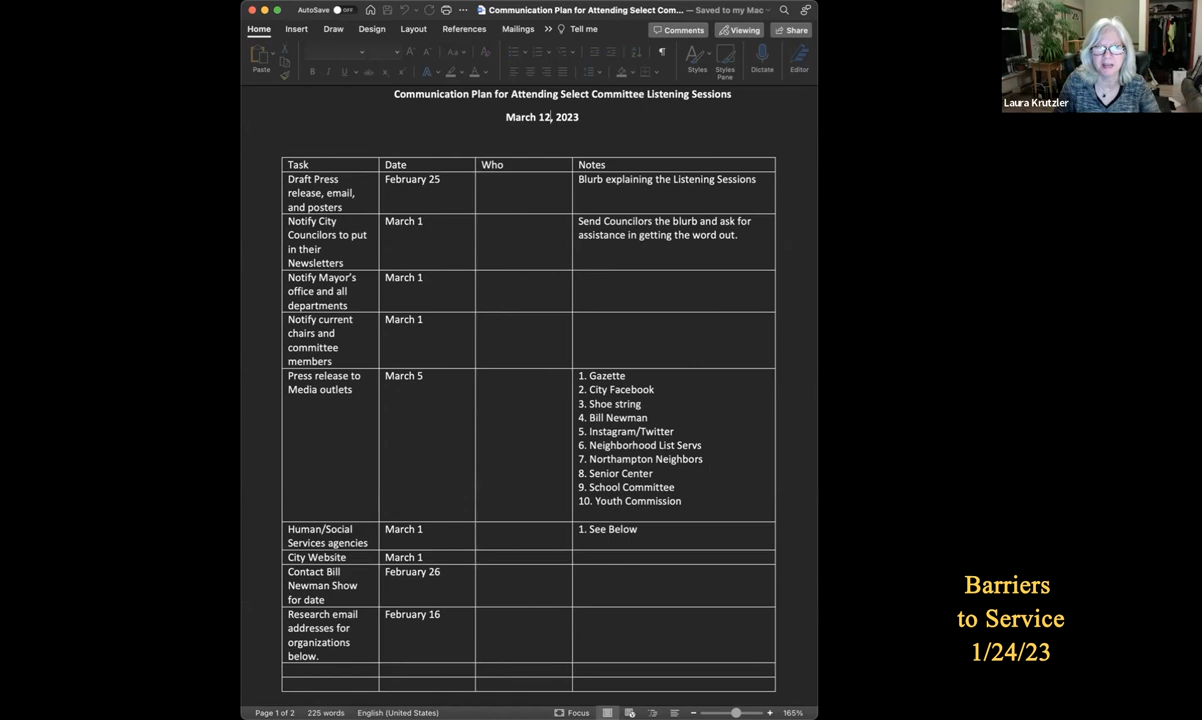 AutoSave OFF
Communication Plan for Attending Select Com... — Saved to my Mac
Home Insert Draw Design Layout References Mailings >> Tell me
Comments Viewing Share
Paste
Aa
B I U ab x x A A
Styles Styles Pane Dictate Editor
Laura Krutzler
Communication Plan for Attending Select Committee Listening Sessions
March 12, 2023
Task Date Who Notes
Draft Press February 25 Blurb explaining the Listening Sessions
release, email,
and posters
Notify City March 1 Send Councilors the blurb and ask for
Councilors to put assistance in getting the word out.
in their
Newsletters
Notify Mayor's March 1
office and all
departments
Notify current March 1
chairs and
committee
members
Press release to March 5 1. Gazette
Media outlets 2. City Facebook
3. Shoe string
4. Bill Newman
5. Instagram/Twitter
6. Neighborhood List Servs
7. Northampton Neighbors
8. Senior Center
9. School Committee
10. Youth Commission
Human/Social March 1 1. See Below
Services agencies
City Website March 1
Contact Bill February 26
Newman Show
for date
Research email February 16
addresses for
organizations
below.
Barriers
to Service
1/24/23
Page 1 of 2 225 words English (United States) Focus 165%